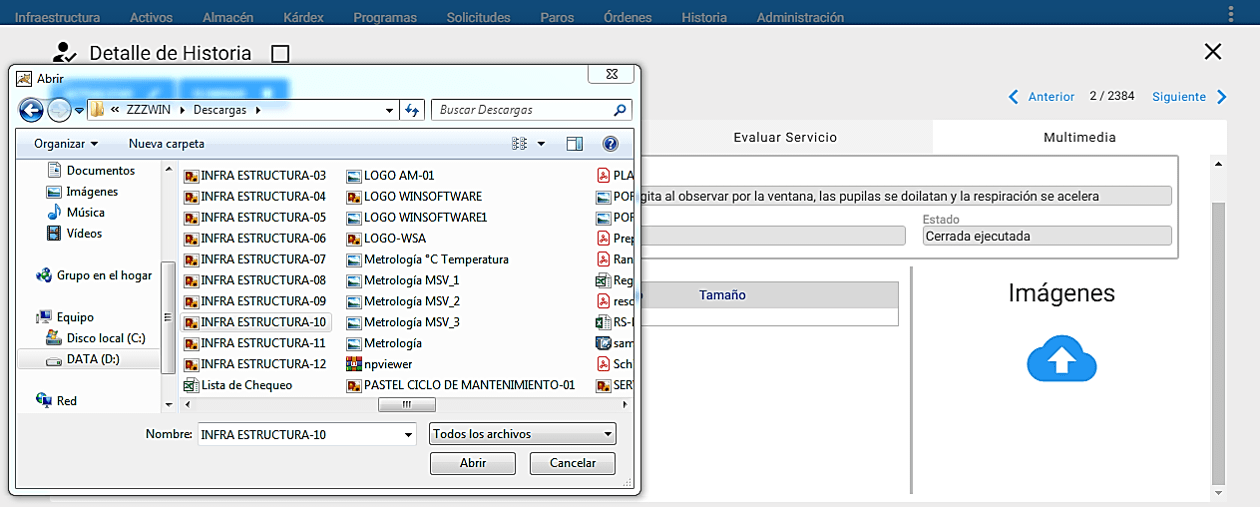 Infraestructura Activos Almacén Kárdex Programas Solicitudes Paros Órdenes Historia Administración
Detalle de Historia
Anterior 2 / 2384 Siguiente
Evaluar Servicio Multimedia
gita al observar por la ventana, las pupilas se doilatan y la respiración se acelera
Estado
Cerrada ejecutada
Tamaño
Imágenes
Abrir
« ZZZWIN Descargas
Buscar Descargas
Organizar Nueva carpeta
Documentos
Imágenes
Música
Vídeos
Grupo en el hogar
Equipo
Disco local (C:)
DATA (D:)
Red
INFRA ESTRUCTURA-03
INFRA ESTRUCTURA-04
INFRA ESTRUCTURA-05
INFRA ESTRUCTURA-06
INFRA ESTRUCTURA-07
INFRA ESTRUCTURA-08
INFRA ESTRUCTURA-09
INFRA ESTRUCTURA-10
INFRA ESTRUCTURA-11
INFRA ESTRUCTURA-12
Lista de Chequeo
LOGO AM-01
LOGO WINSOFTWARE
LOGO WINSOFTWARE1
LOGO-WSA
Metrología °C Temperatura
Metrología MSV_1
Metrología MSV_2
Metrología MSV_3
Metrología
npviewer
PASTEL CICLO DE MANTENIMIENTO-01
PLA
POR
POR
Prep
Ran
Reg
reso
RS-I
sam
Sch
SER
Nombre: INFRA ESTRUCTURA-10 Todos los archivos
Abrir Cancelar